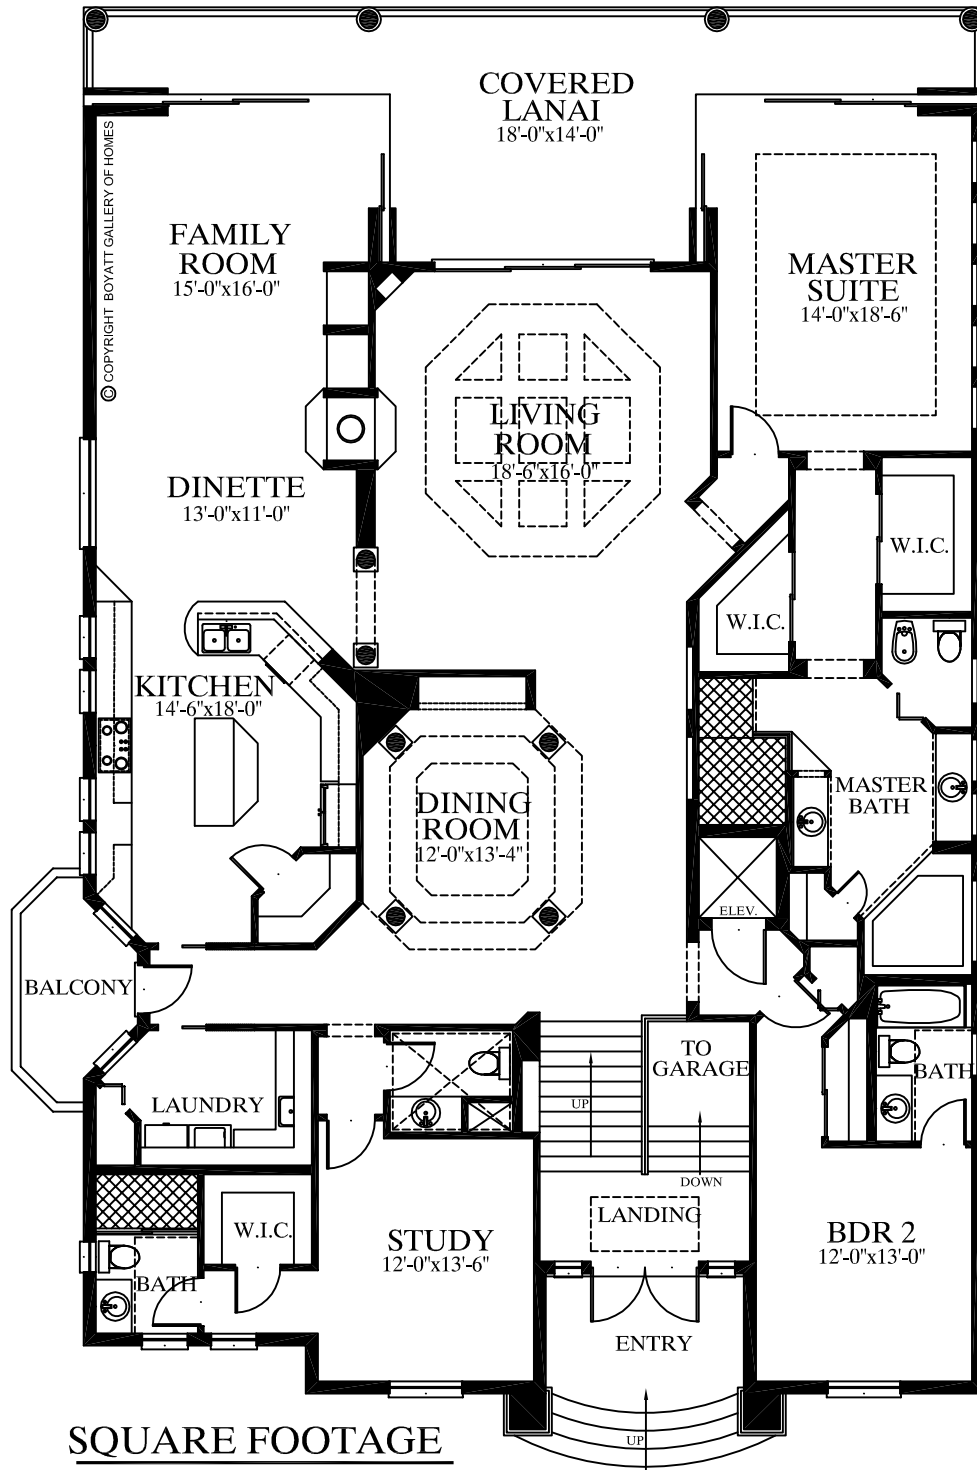 COVERED
LANAI
18'-0"x14'-0"
© COPYRIGHT BOYATT GALLERY OF HOMES
FAMILY
ROOM
15'-0"x16'-0"
MASTER
SUITE
14'-0"x18'-6"
LIVING
ROOM
18'-6"x16'-0"
DINETTE
13'-0"x11'-0"
W.I.C.
W.I.C.
KITCHEN
14'-6"x18'-0"
MASTER
BATH
DINING
ROOM
12'-0"x13'-4"
ELEV.
BALCONY
TO
GARAGE
BATH
LAUNDRY
UP
DOWN
LANDING
W.I.C.
STUDY
12'-0"x13'-6"
BDR 2
12'-0"x13'-0"
BATH
ENTRY
UP
SQUARE FOOTAGE